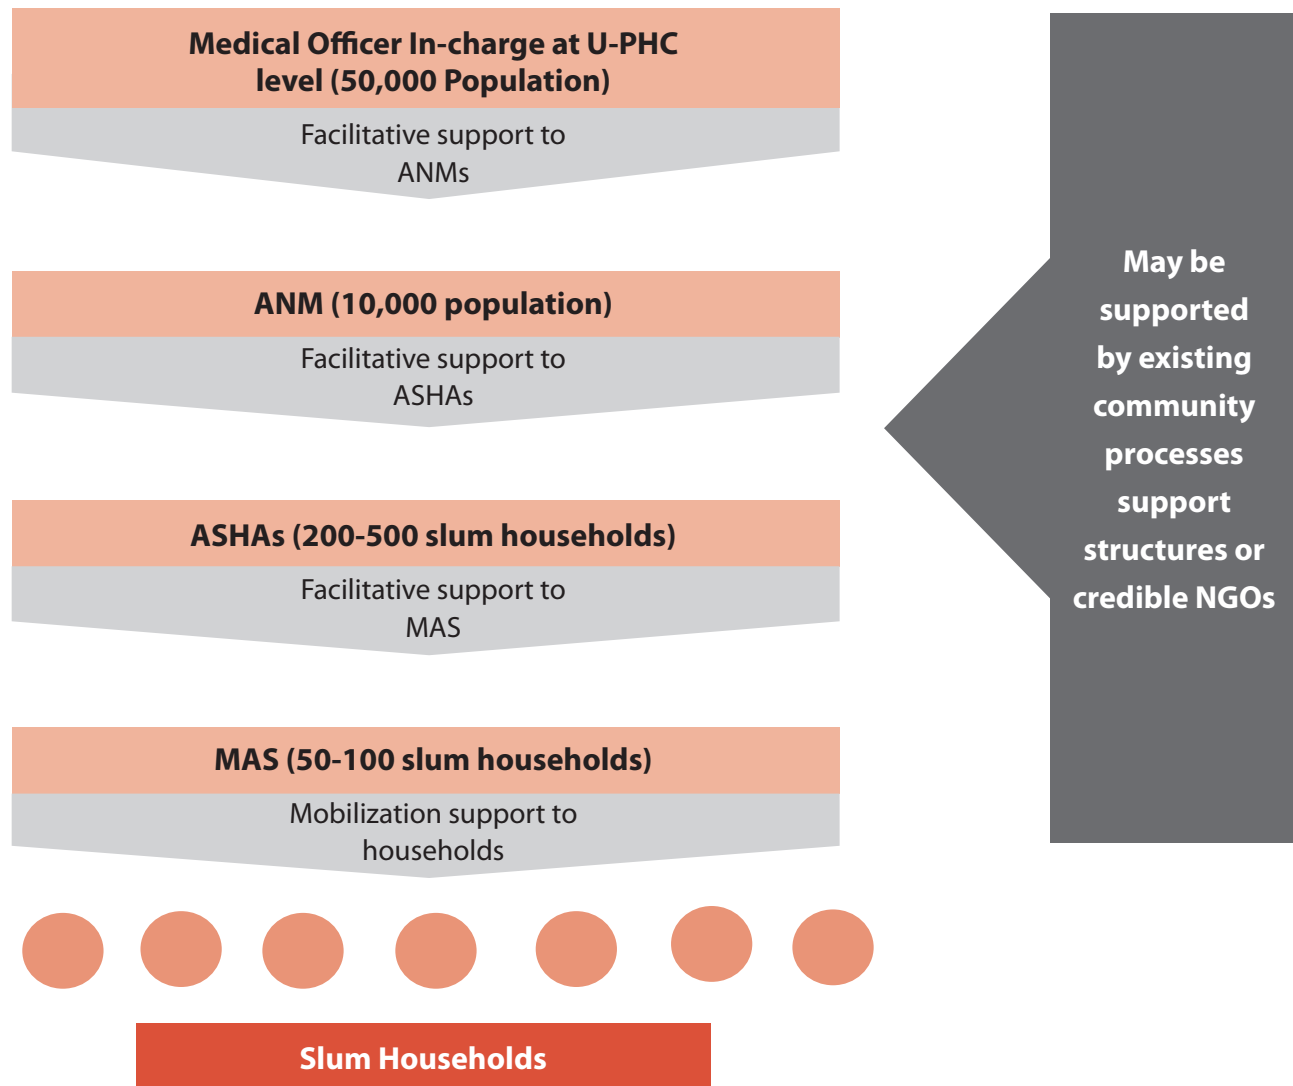 Medical Officer In-charge at U-PHC
level (50,000 Population)
Facilitative support to
ANMs
ANM (10,000 population)
Facilitative support to
ASHAs
ASHAs (200-500 slum households)
Facilitative support to
MAS
MAS (50-100 slum households)
Mobilization support to
households
Slum Households
May be
supported
by existing
community
processes
support
structures or
credible NGOs